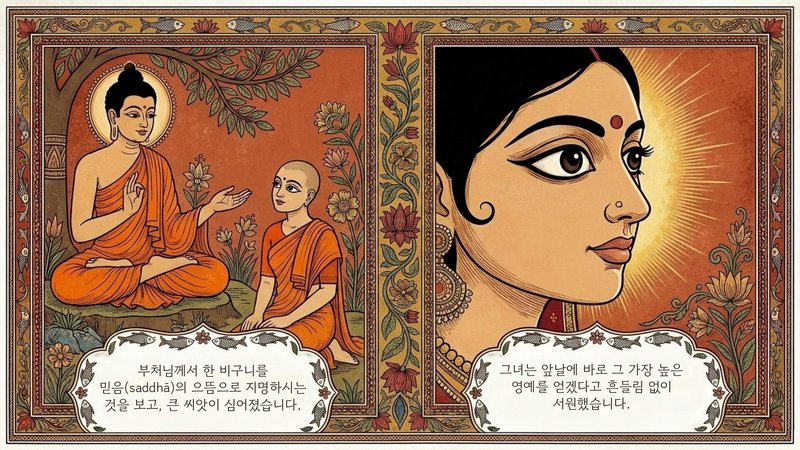 부처님께서 한 비구니를
믿음(saddhā)의 으뜸으로 지명하시는
것을 보고, 큰 씨앗이 심어졌습니다.
그녀는 앞날에 바로 그 가장 높은
영예를 얻겠다고 흔들림 없이
서원했습니다.